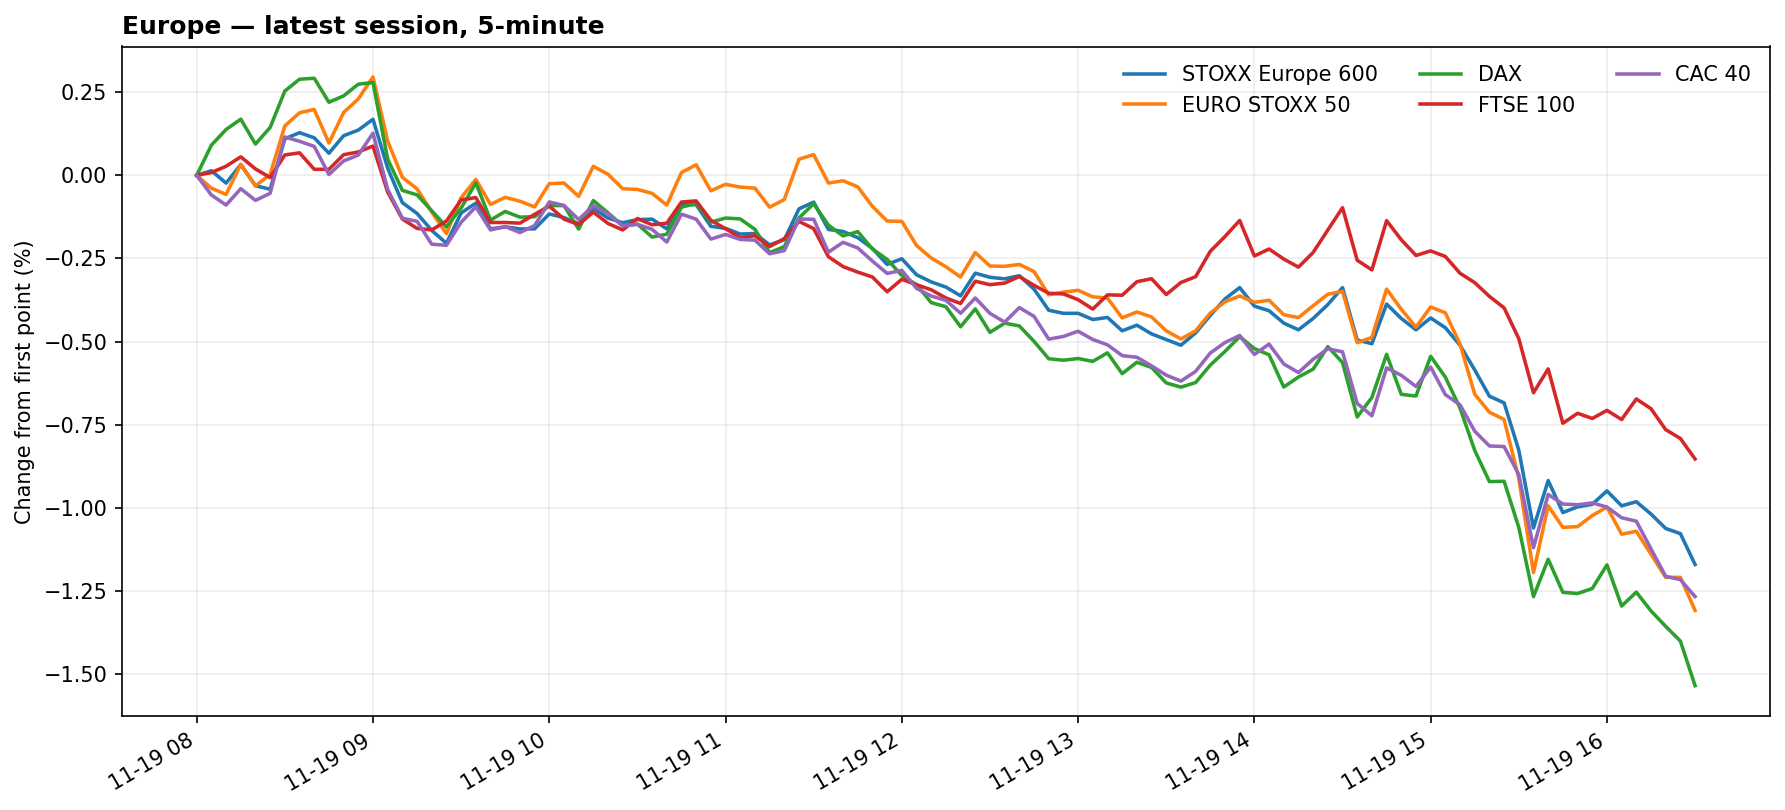 Europe — latest session, 5-minute
STOXX Europe 600
EURO STOXX 50
DAX
FTSE 100
CAC 40
Change from first point (%)
0.25
0.00
−0.25
−0.50
−0.75
−1.00
−1.25
−1.50
11-19 08
11-19 09
11-19 10
11-19 11
11-19 12
11-19 13
11-19 14
11-19 15
11-19 16